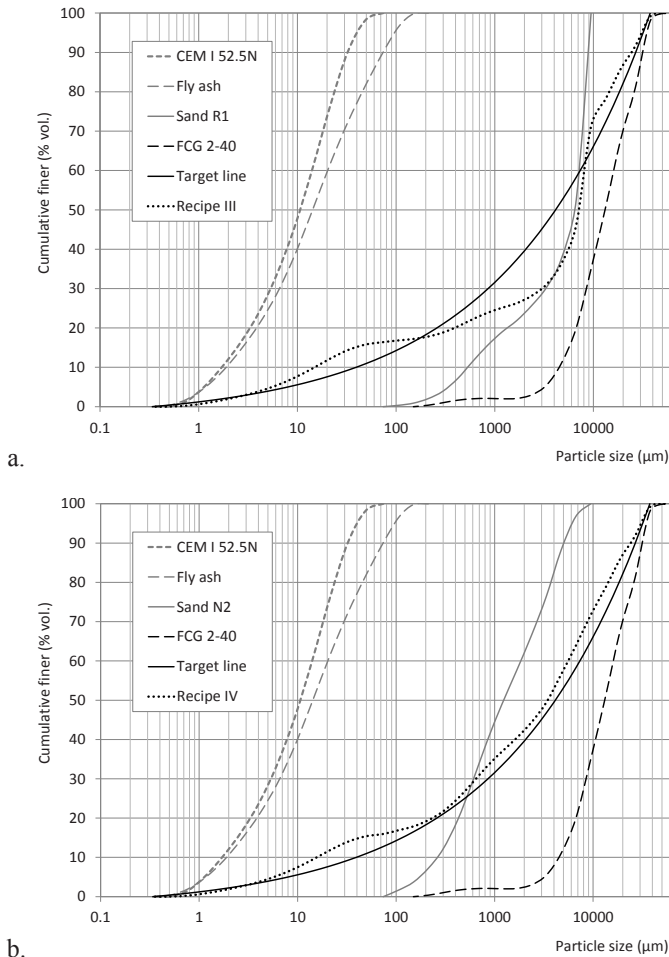 100
90
80
70
60
50
40
30
20
10
0
Cumulative finer (% vol.)
CEM I 52.5N
Fly ash
Sand R1
FCG 2-40
Target line
Recipe III
0.1 1 10 100 1000 10000
Particle size (µm)
a.
100
90
80
70
60
50
40
30
20
10
0
Cumulative finer (% vol.)
CEM I 52.5N
Fly ash
Sand N2
FCG 2-40
Target line
Recipe IV
0.1 1 10 100 1000 10000
Particle size (µm)
b.